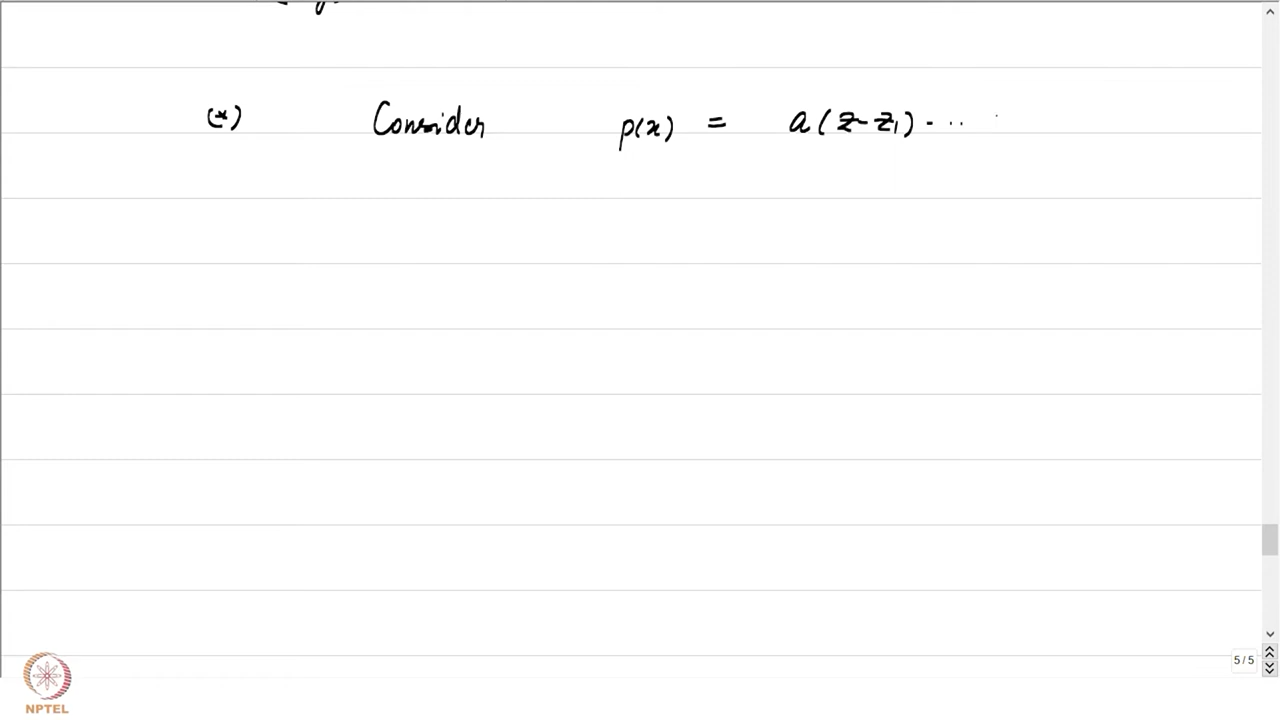 (*) Consider p(x) = a(z-z₁)-...
5 / 5
NPTEL